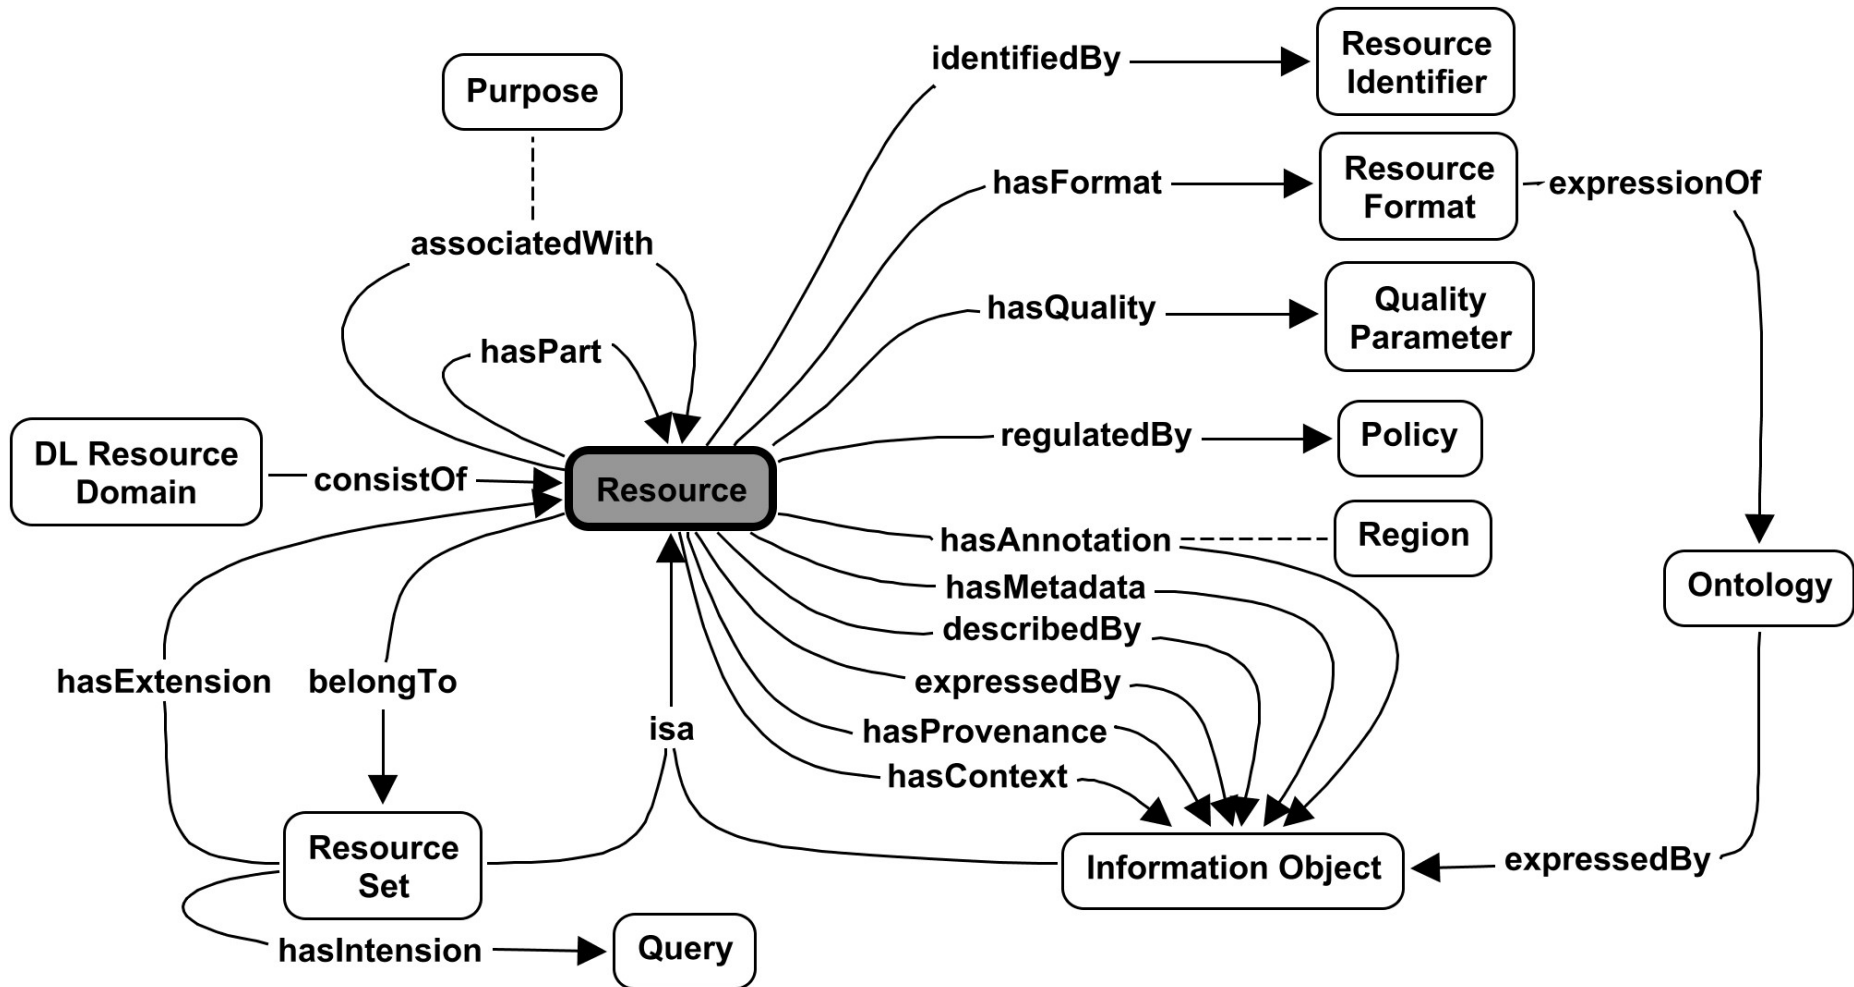 identifiedBy
Resource
Identifier
Purpose
hasFormat
Resource
Format
expressionOf
associatedWith
hasQuality
Quality
Parameter
hasPart
regulatedBy
Policy
DL Resource
Domain
consistOf
Resource
hasAnnotation
Region
hasMetadata
Ontology
describedBy
hasExtension
belongTo
expressedBy
isa
hasProvenance
hasContext
Resource
Set
Information Object
expressedBy
hasIntension
Query